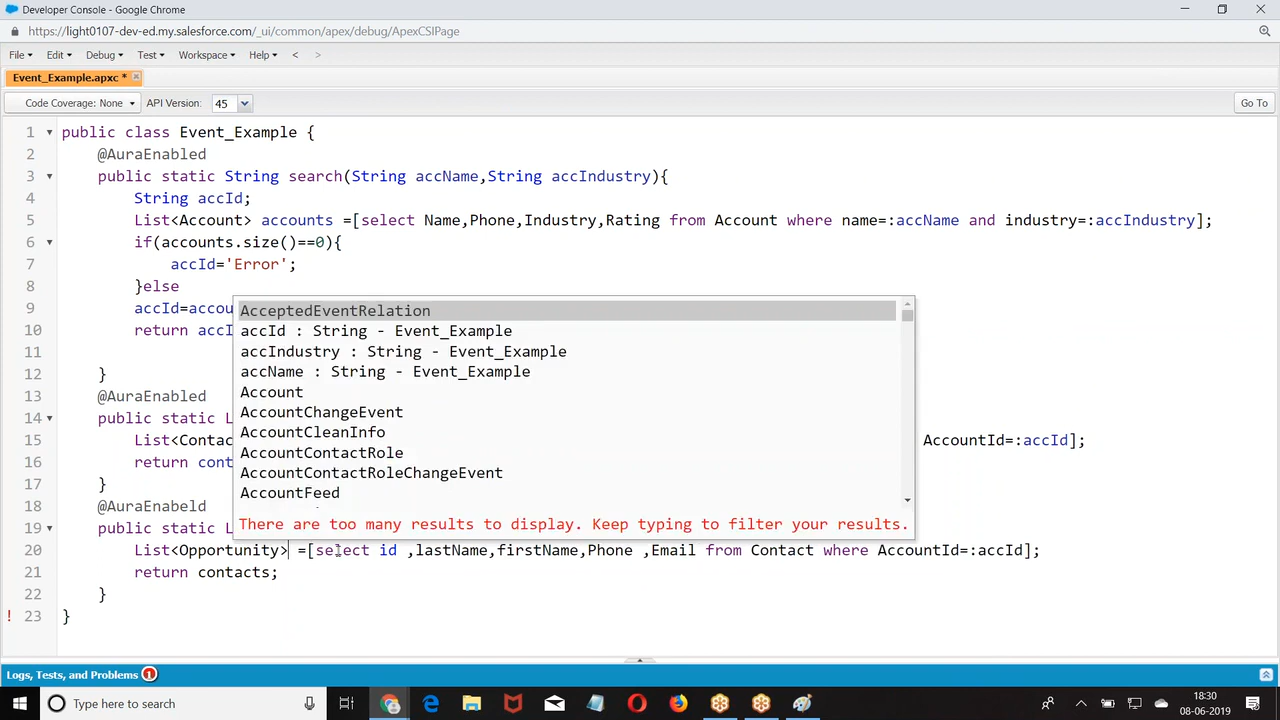 Developer Console - Google Chrome
https://light0107-dev-ed.my.salesforce.com/_ui/common/apex/debug/ApexCSIPage
File Edit Debug Test Workspace Help < >
Event_Example.apxc *
Code Coverage: None API Version: 45 Go To
1 public class Event_Example {
2 @AuraEnabled
3 public static String search(String accName,String accIndustry){
4 String accId;
5 List<Account> accounts =[select Name,Phone,Industry,Rating from Account where name=:accName and industry=:accIndustry];
6 if(accounts.size()==0){
7 accId='Error';
8 }else
9 accId=accou
10 return accI
11
12 }
13 @AuraEnabled
14 public static L
15 List<Contac AccountId=:accId];
16 return cont
17 }
18 @AuraEnabeld
19 public static L
20 List<Opportunity> =[select id ,lastName,firstName,Phone ,Email from Contact where AccountId=:accId];
21 return contacts;
22 }
! 23 }
AcceptedEventRelation
accId : String - Event_Example
accIndustry : String - Event_Example
accName : String - Event_Example
Account
AccountChangeEvent
AccountCleanInfo
AccountContactRole
AccountContactRoleChangeEvent
AccountFeed
There are too many results to display. Keep typing to filter your results.
Logs, Tests, and Problems 1
Type here to search
18:30
08-06-2019